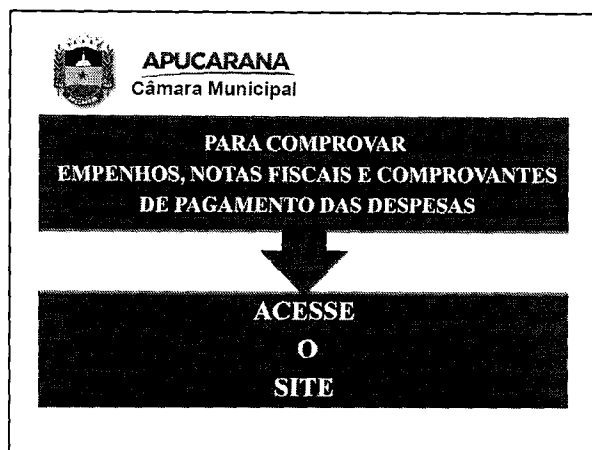 APUCARANA
Câmara Municipal
PARA COMPROVAR
EMPENHOS, NOTAS FISCAIS E COMPROVANTES
DE PAGAMENTO DAS DESPESAS
ACESSE
O
SITE